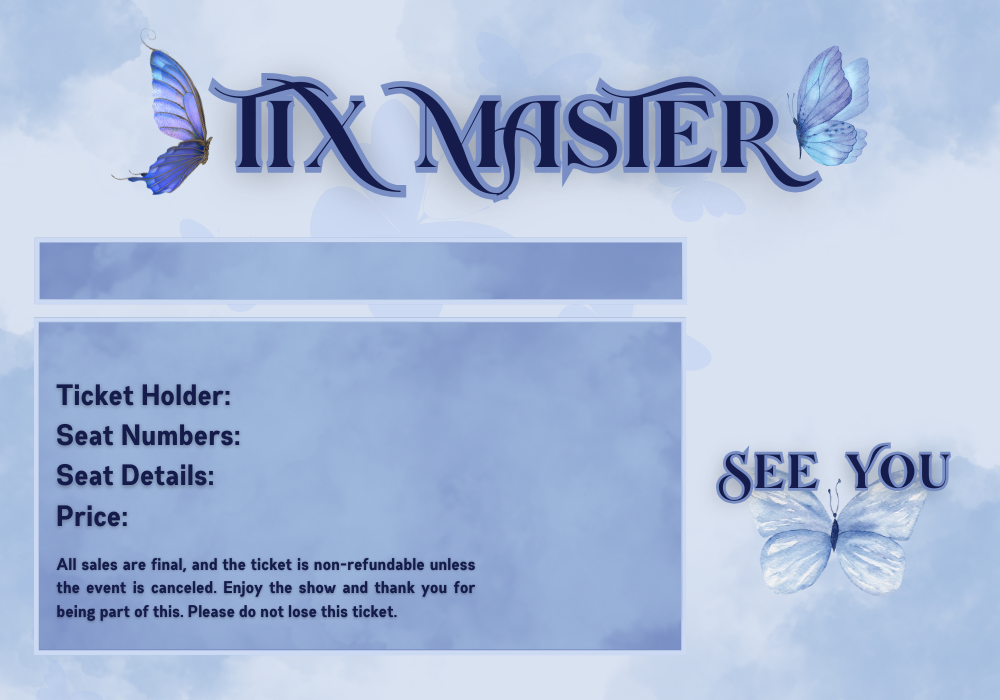 TIX MASTER
Ticket Holder:
Seat Numbers:
Seat Details:
Price:
All sales are final, and the ticket is non-refundable unless
the event is canceled. Enjoy the show and thank you for
being part of this. Please do not lose this ticket.
SEE YOU